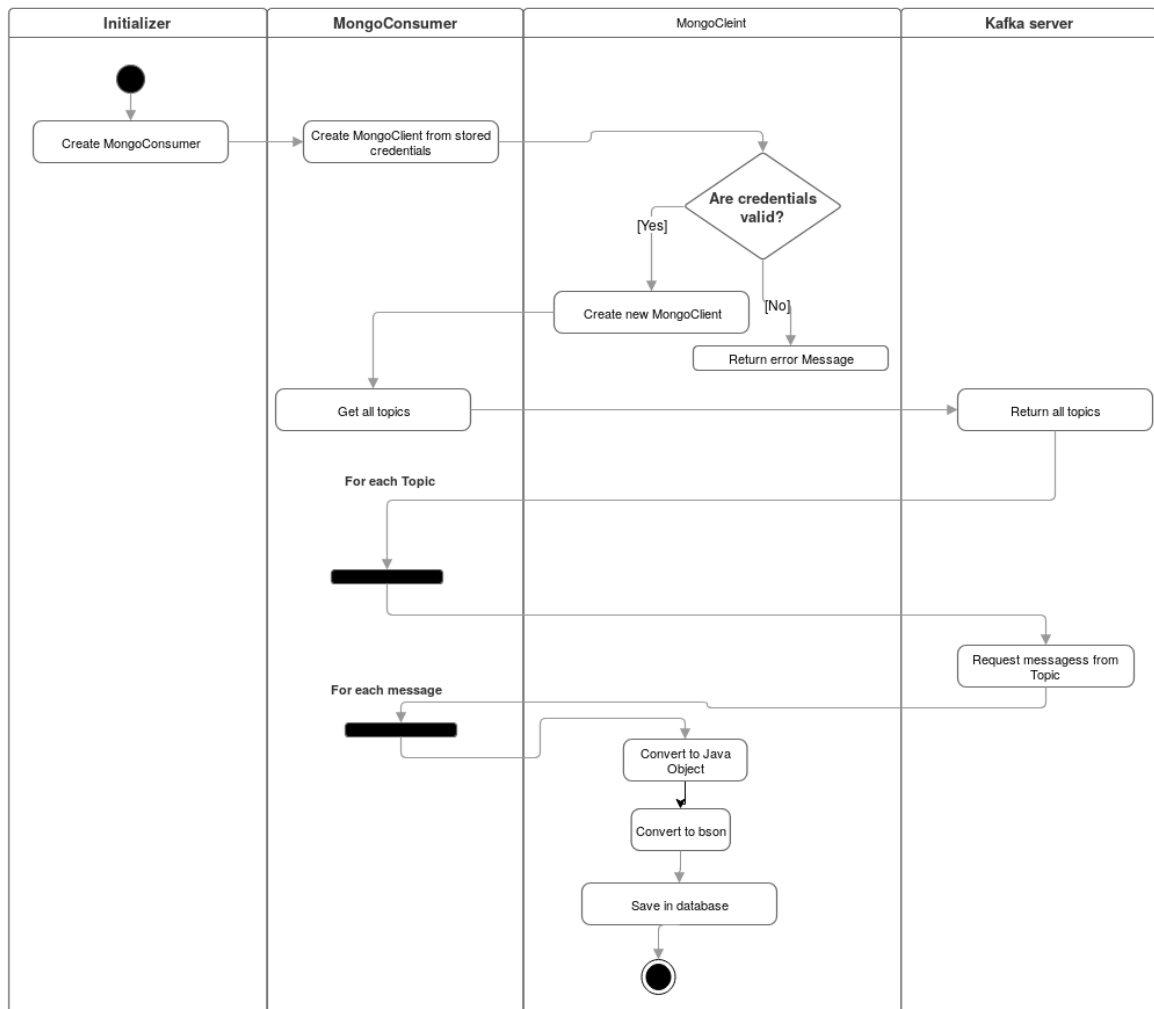 Initializer
MongoConsumer
MongoCleint
Kafka server
Create MongoConsumer
Create MongoClient from stored
credentials
Are credentials
valid?
[Yes]
[No]
Create new MongoClient
Return error Message
Get all topics
Return all topics
For each Topic
Request messagess from
Topic
For each message
Convert to Java
Object
Convert to bson
Save in database